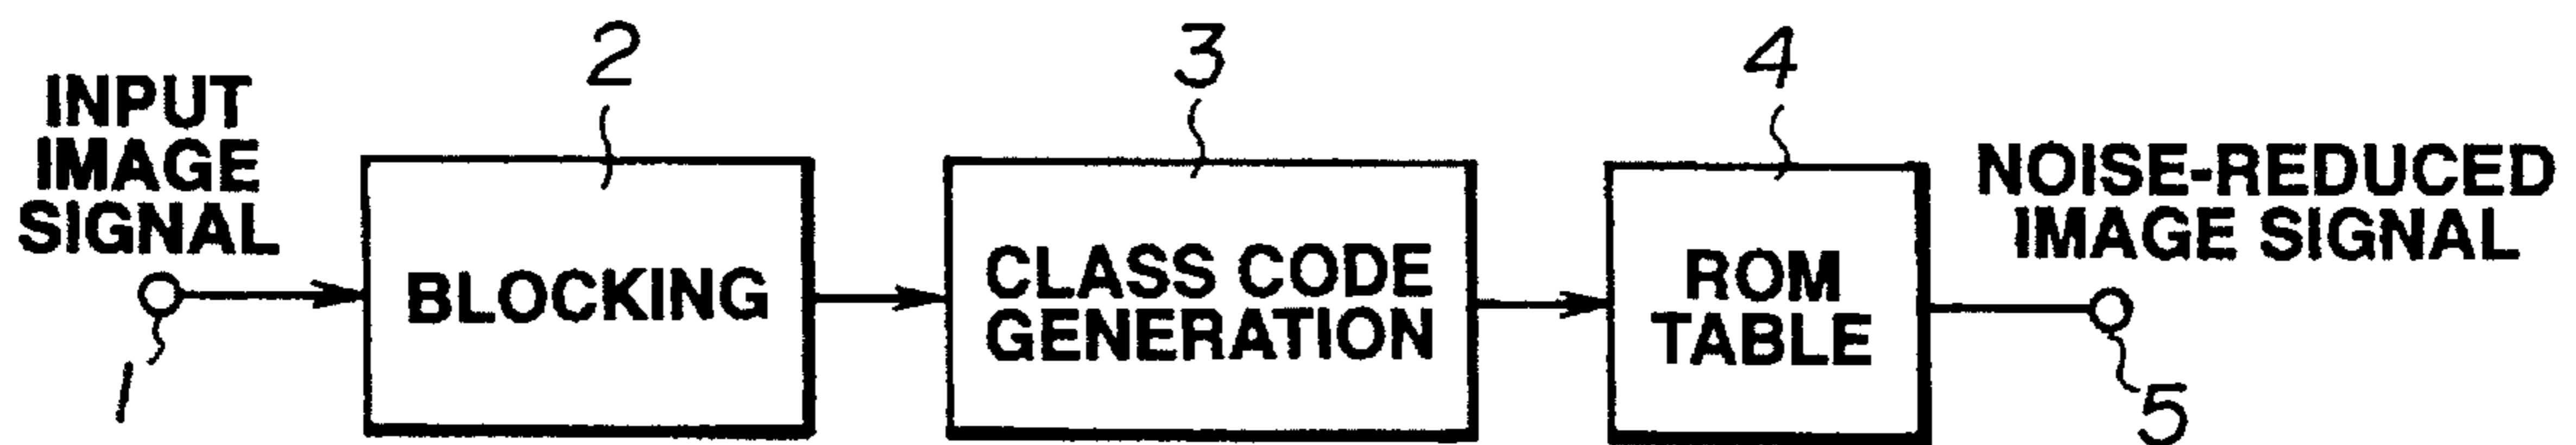 2
3
4
INPUT
IMAGE
SIGNAL
BLOCKING
CLASS CODE
GENERATION
ROM
TABLE
NOISE-REDUCED
IMAGE SIGNAL
1
5